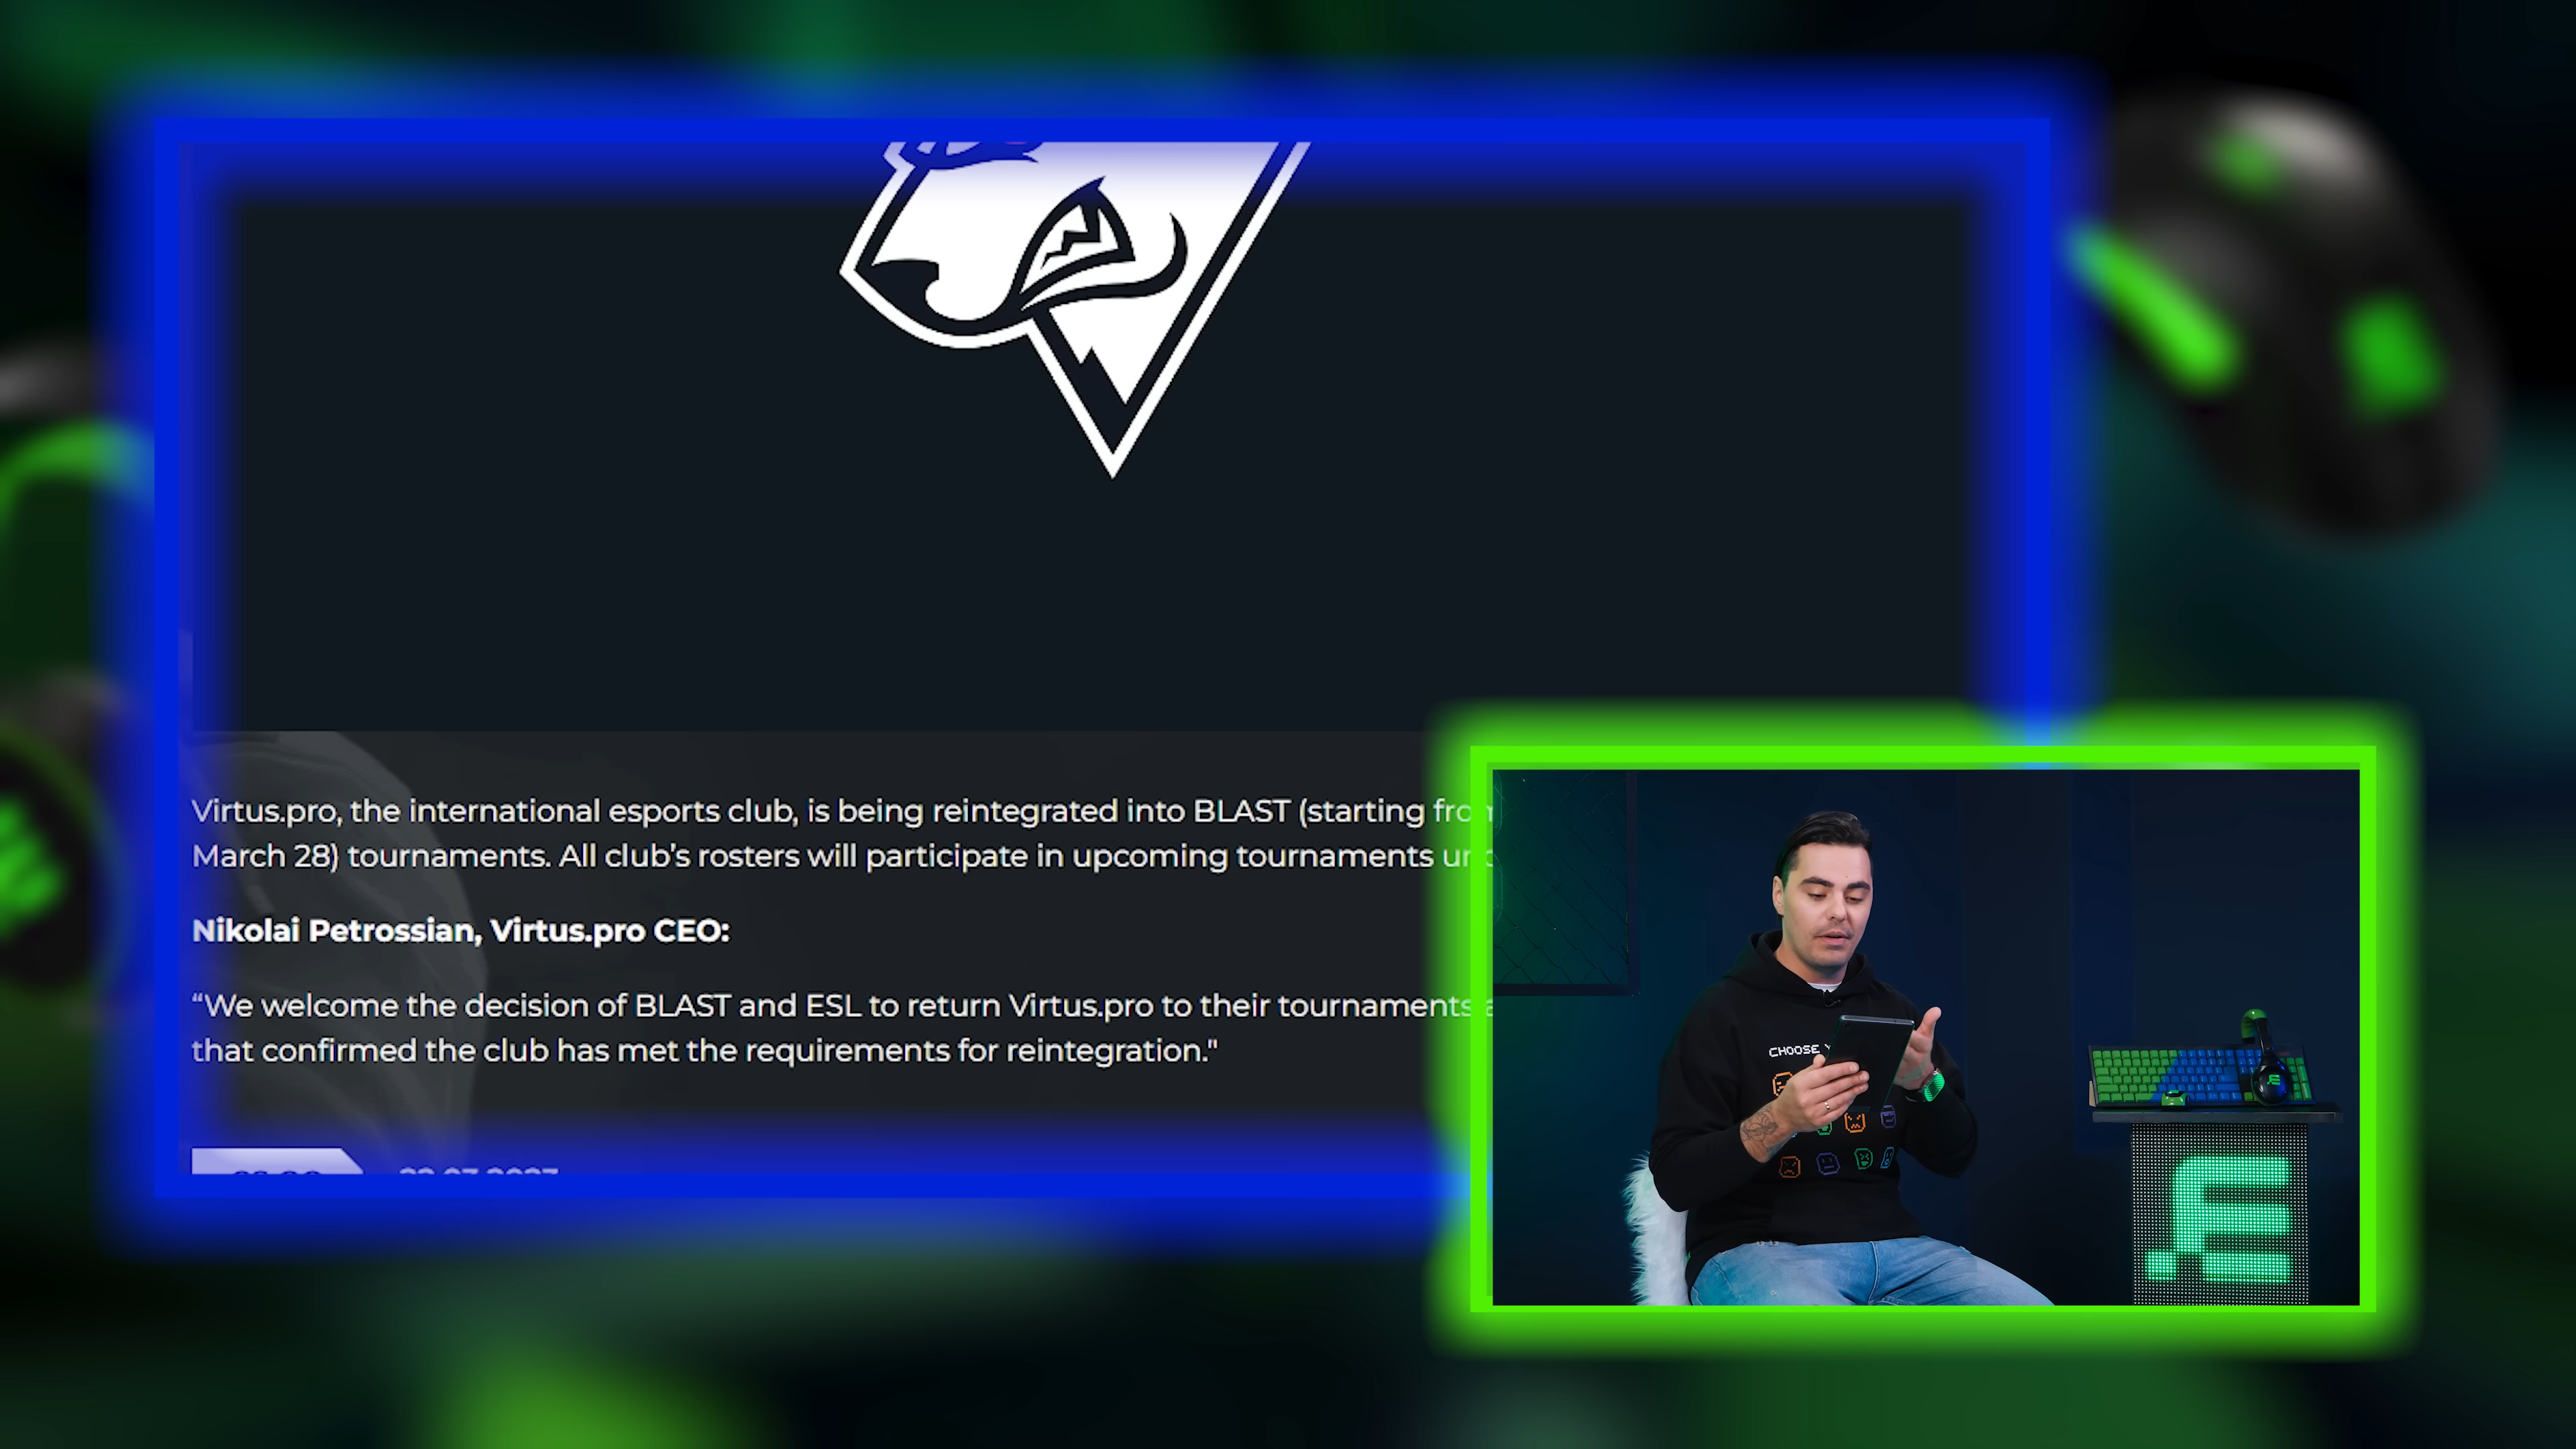 Virtus.pro, the international esports club, is being reintegrated into BLAST (starting from
March 28) tournaments. All club's rosters will participate in upcoming tournaments
Nikolai Petrossian, Virtus.pro CEO:
“We welcome the decision of BLAST and ESL to return Virtus.pro to their tournaments
that confirmed the club has met the requirements for reintegration."
CHOOSE